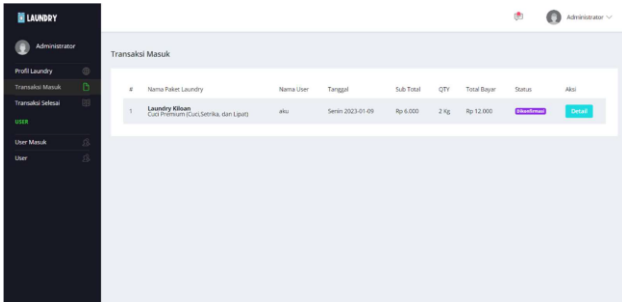 LAUNDRY
Administrator
Administrator
Profil Laundry
Transaksi Masuk
Transaksi Selesai
USER
User Masuk
User
Transaksi Masuk
# Nama Paket Laundry Nama User Tanggal Sub Total QTY Total Bayar Status Aksi
1 Laundry Kiloan aku Senin 2023-01-09 Rp 6.000 2 Kg Rp 12.000 Dikonfirmasi Detail
Cuci Premium (Cuci,Setrika, dan Lipat)